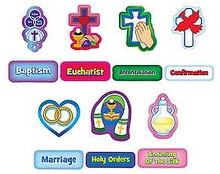 Baptism
Eucharist
Reconciliation
Confirmation
Marriage
Holy Orders
Anointing
Of The Sick